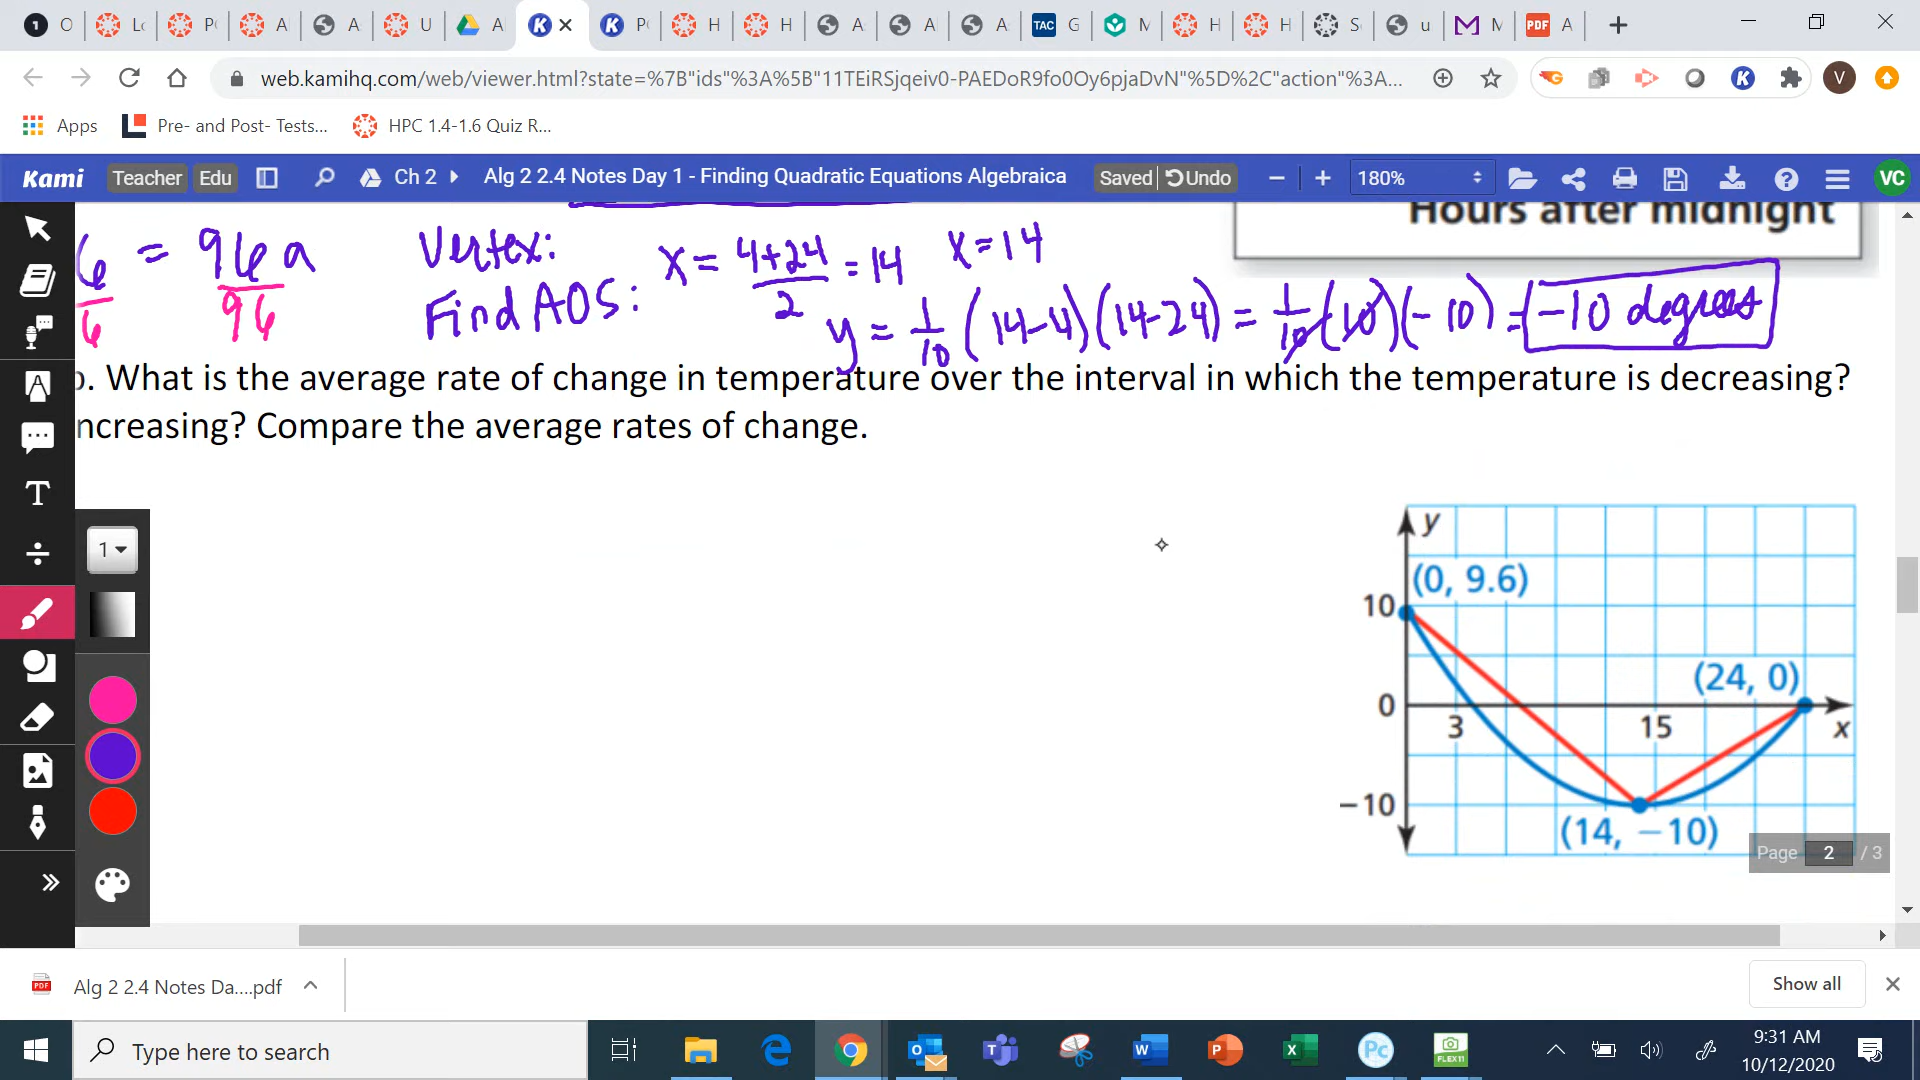 O
Lo
P(
A
A
U
A
P(
H
H
A
A
A
TAC
G
M
H
H
S
u
M
PDF
A
web.kamihq.com/web/viewer.html?state=%7B"ids"%3A%5B"11TEiRSjqeiv0-PAEDoR9fo0Oy6pjaDvN"%5D%2C"action"%3A...
V
Apps
Pre- and Post- Tests...
HPC 1.4-1.6 Quiz R...
Kami
Teacher
Edu
Ch 2
Alg 2 2.4 Notes Day 1 - Finding Quadratic Equations Algebraica
Saved
Undo
180%
VC
Hours after midnight
6 = 96a
6 96
Vertex:
Find AOS:
x = 4+24 / 2 = 14
x = 14
y = 1/10 (14-4)(14-24) = 1/10 (10)(-10) = -10 degrees
b. What is the average rate of change in temperature over the interval in which the temperature is decreasing?
ncreasing? Compare the average rates of change.
1
y
(0, 9.6)
10
(24, 0)
0
3
15
x
−10
(14, −10)
Page 2 / 3
Alg 2 2.4 Notes Da....pdf
Show all
Type here to search
9:31 AM
10/12/2020